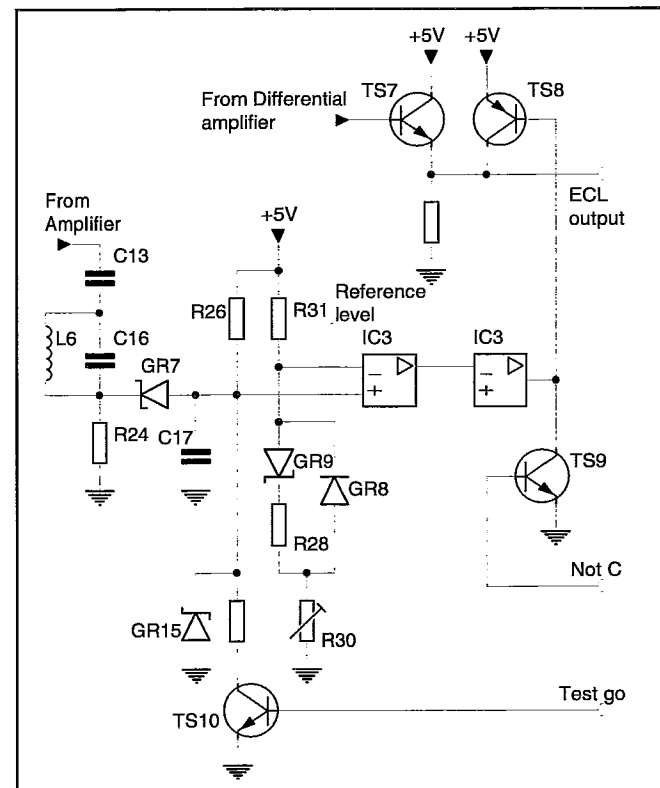 +5V
+5V
TS7
TS8
From Differential
amplifier
From
Amplifier
ECL
output
+5V
C13
R26
R31
Reference
level
L6
C16
GR7
IC3
IC3
−
+
−
+
R24
C17
GR9
GR8
TS9
R28
Not C
GR15
R30
Test go
TS10